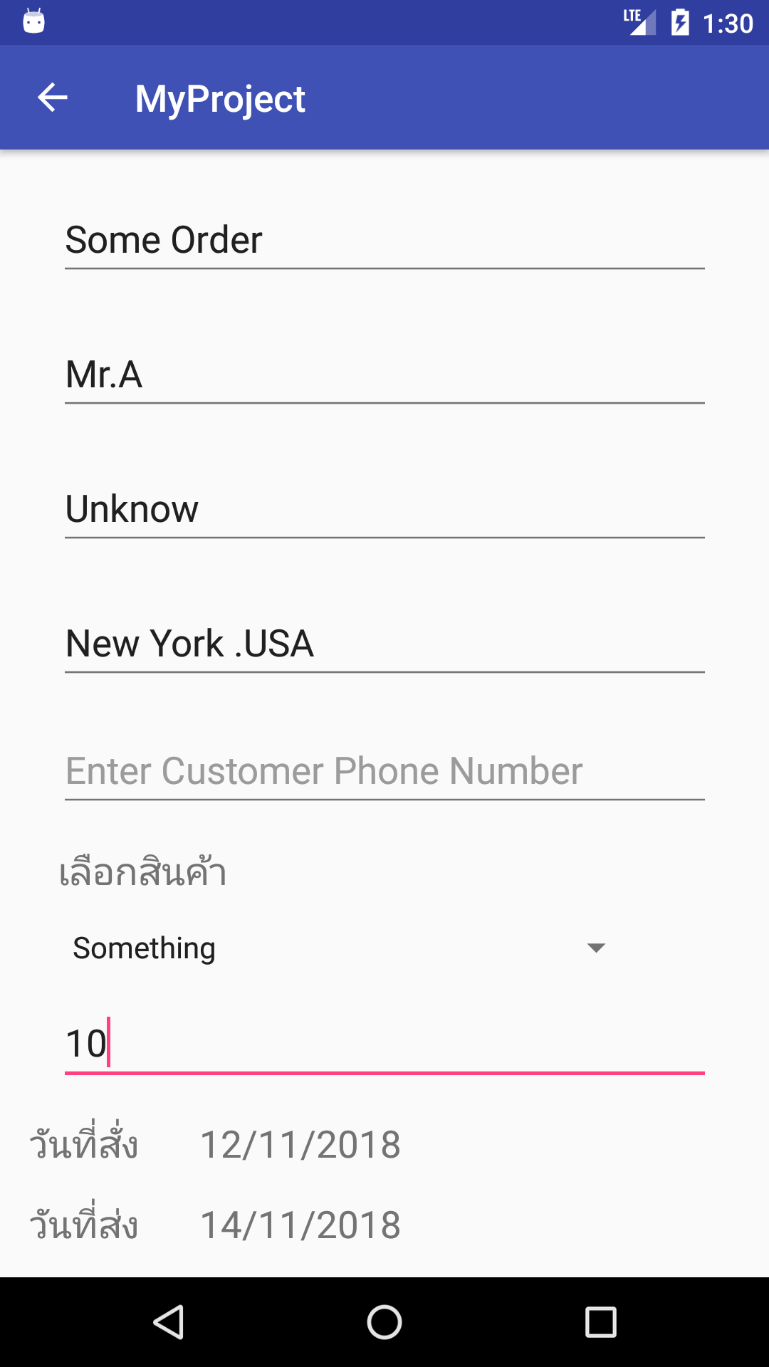 LTE 1:30
MyProject
Some Order
Mr.A
Unknow
New York .USA
Enter Customer Phone Number
เลือกสินค้า
Something
10
วันที่สั่ง 12/11/2018
วันที่ส่ง 14/11/2018